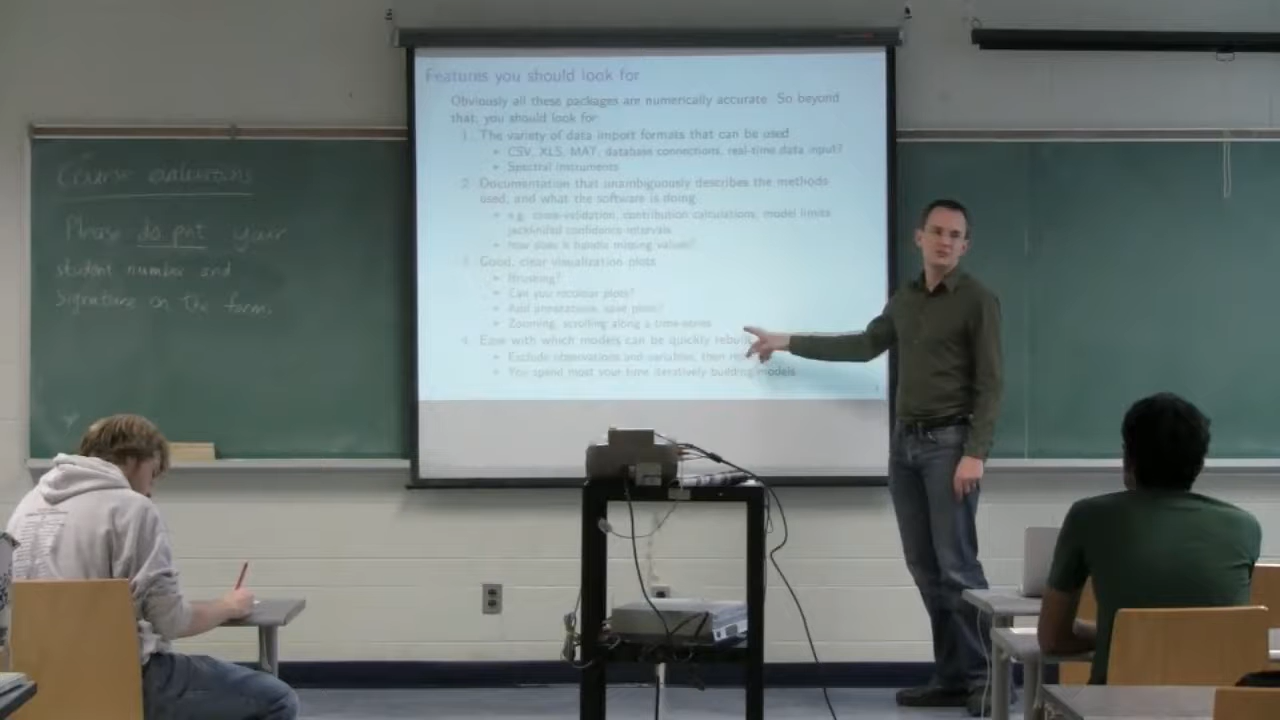 Course evaluations
Please do not your
student number and
signature on the form.
Features you should look for
Obviously all these packages are numerically accurate. So beyond
that, you should look for
1. The variety of data import formats that can be used
CSV, XLS, MAT, database connections, real-time data input?
Spectral instruments
2. Documentation that unambiguously describes the methods
used, and what the software is doing
e.g. cross-validation, contribution calculations, model limits
jackknifed confidence intervals
how does it handle missing values?
3. Good, clear visualization plots
Brushing?
Can you recolour plots?
Add annotations, save plots?
Zooming, scrolling along a time-series
4. Ease with which models can be quickly
Exclude observations and variables, then
You spend most your time iteratively building models